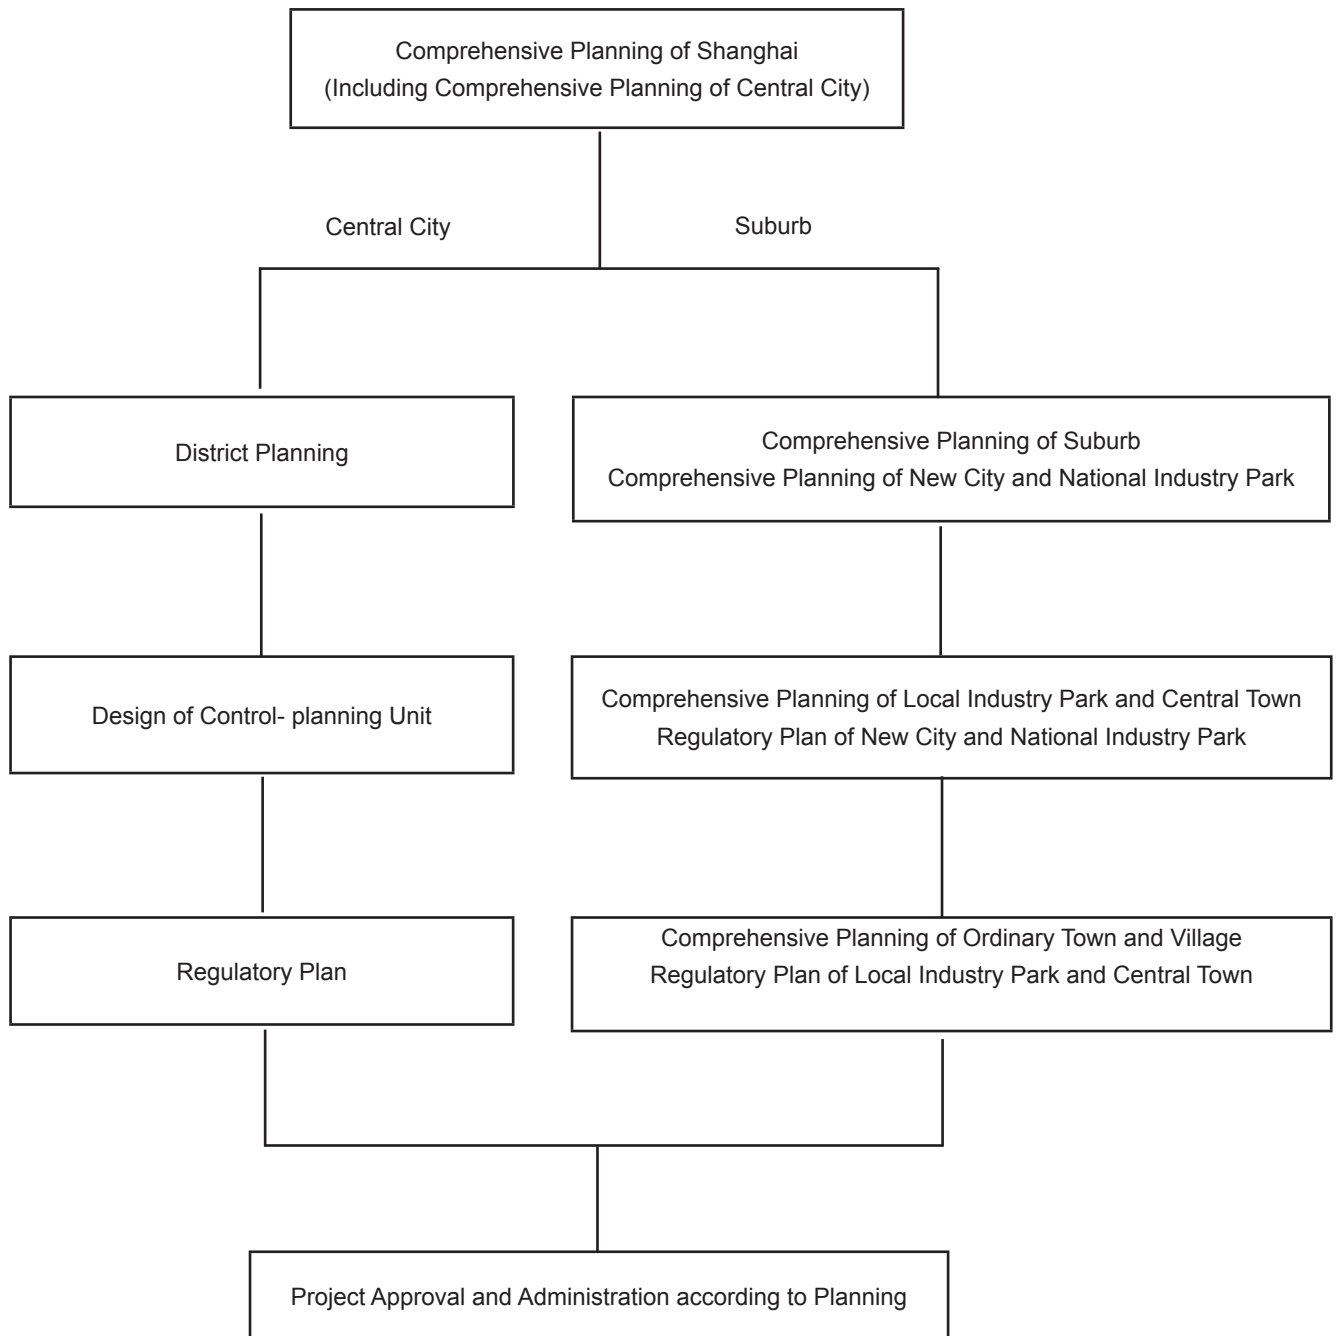 Comprehensive Planning of Shanghai
(Including Comprehensive Planning of Central City)
Central City
Suburb
District Planning
Comprehensive Planning of Suburb
Comprehensive Planning of New City and National Industry Park
Design of Control- planning Unit
Comprehensive Planning of Local Industry Park and Central Town
Regulatory Plan of New City and National Industry Park
Regulatory Plan
Comprehensive Planning of Ordinary Town and Village
Regulatory Plan of Local Industry Park and Central Town
Project Approval and Administration according to Planning